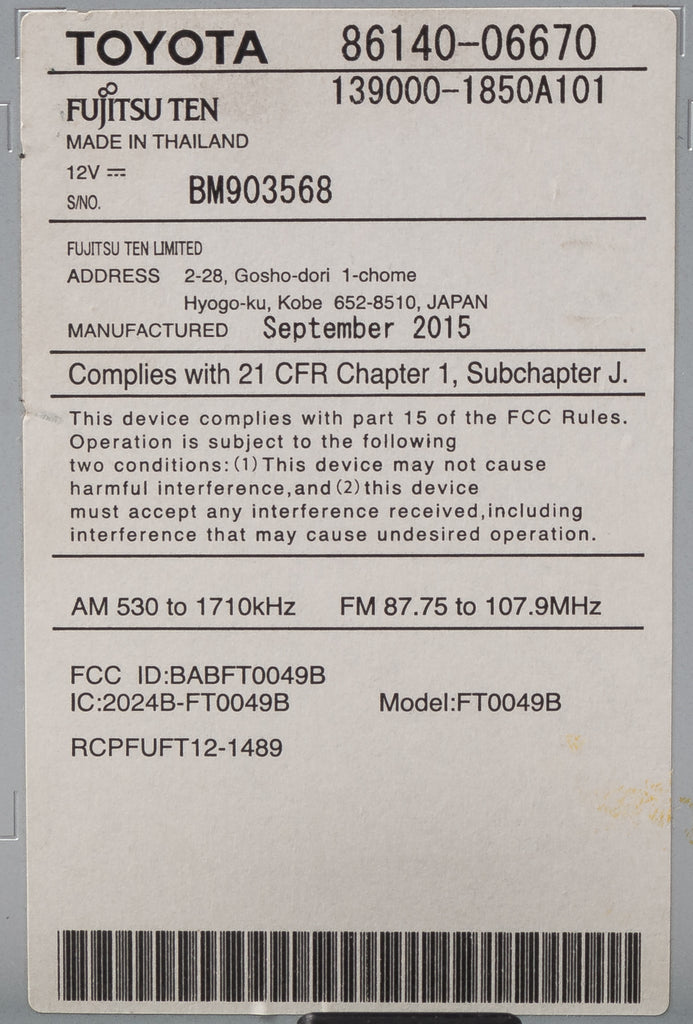 TOYOTA 86140-06670
139000-1850A101
FUJITSU TEN
MADE IN THAILAND
12V ⎓
S/NO. BM903568
FUJITSU TEN LIMITED
ADDRESS 2-28, Gosho-dori 1-chome
Hyogo-ku, Kobe 652-8510, JAPAN
MANUFACTURED September 2015
Complies with 21 CFR Chapter 1, Subchapter J.
This device complies with part 15 of the FCC Rules.
Operation is subject to the following
two conditions:(1)This device may not cause
harmful interference,and(2)this device
must accept any interference received,including
interference that may cause undesired operation.
AM 530 to 1710kHz FM 87.75 to 107.9MHz
FCC ID:BABFT0049B
IC:2024B-FT0049B Model:FT0049B
RCPFUFT12-1489